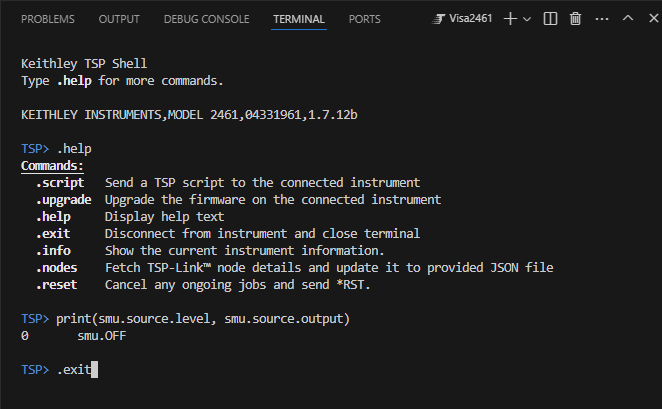 PROBLEMS OUTPUT DEBUG CONSOLE TERMINAL PORTS Visa2461
Keithley TSP Shell
Type .help for more commands.
KEITHLEY INSTRUMENTS,MODEL 2461,04331961,1.7.12b
TSP> .help
Commands:
.script Send a TSP script to the connected instrument
.upgrade Upgrade the firmware on the connected instrument
.help Display help text
.exit Disconnect from instrument and close terminal
.info Show the current instrument information.
.nodes Fetch TSP-Link™ node details and update it to provided JSON file
.reset Cancel any ongoing jobs and send *RST.
TSP> print(smu.source.level, smu.source.output)
0 smu.OFF
TSP> .exit